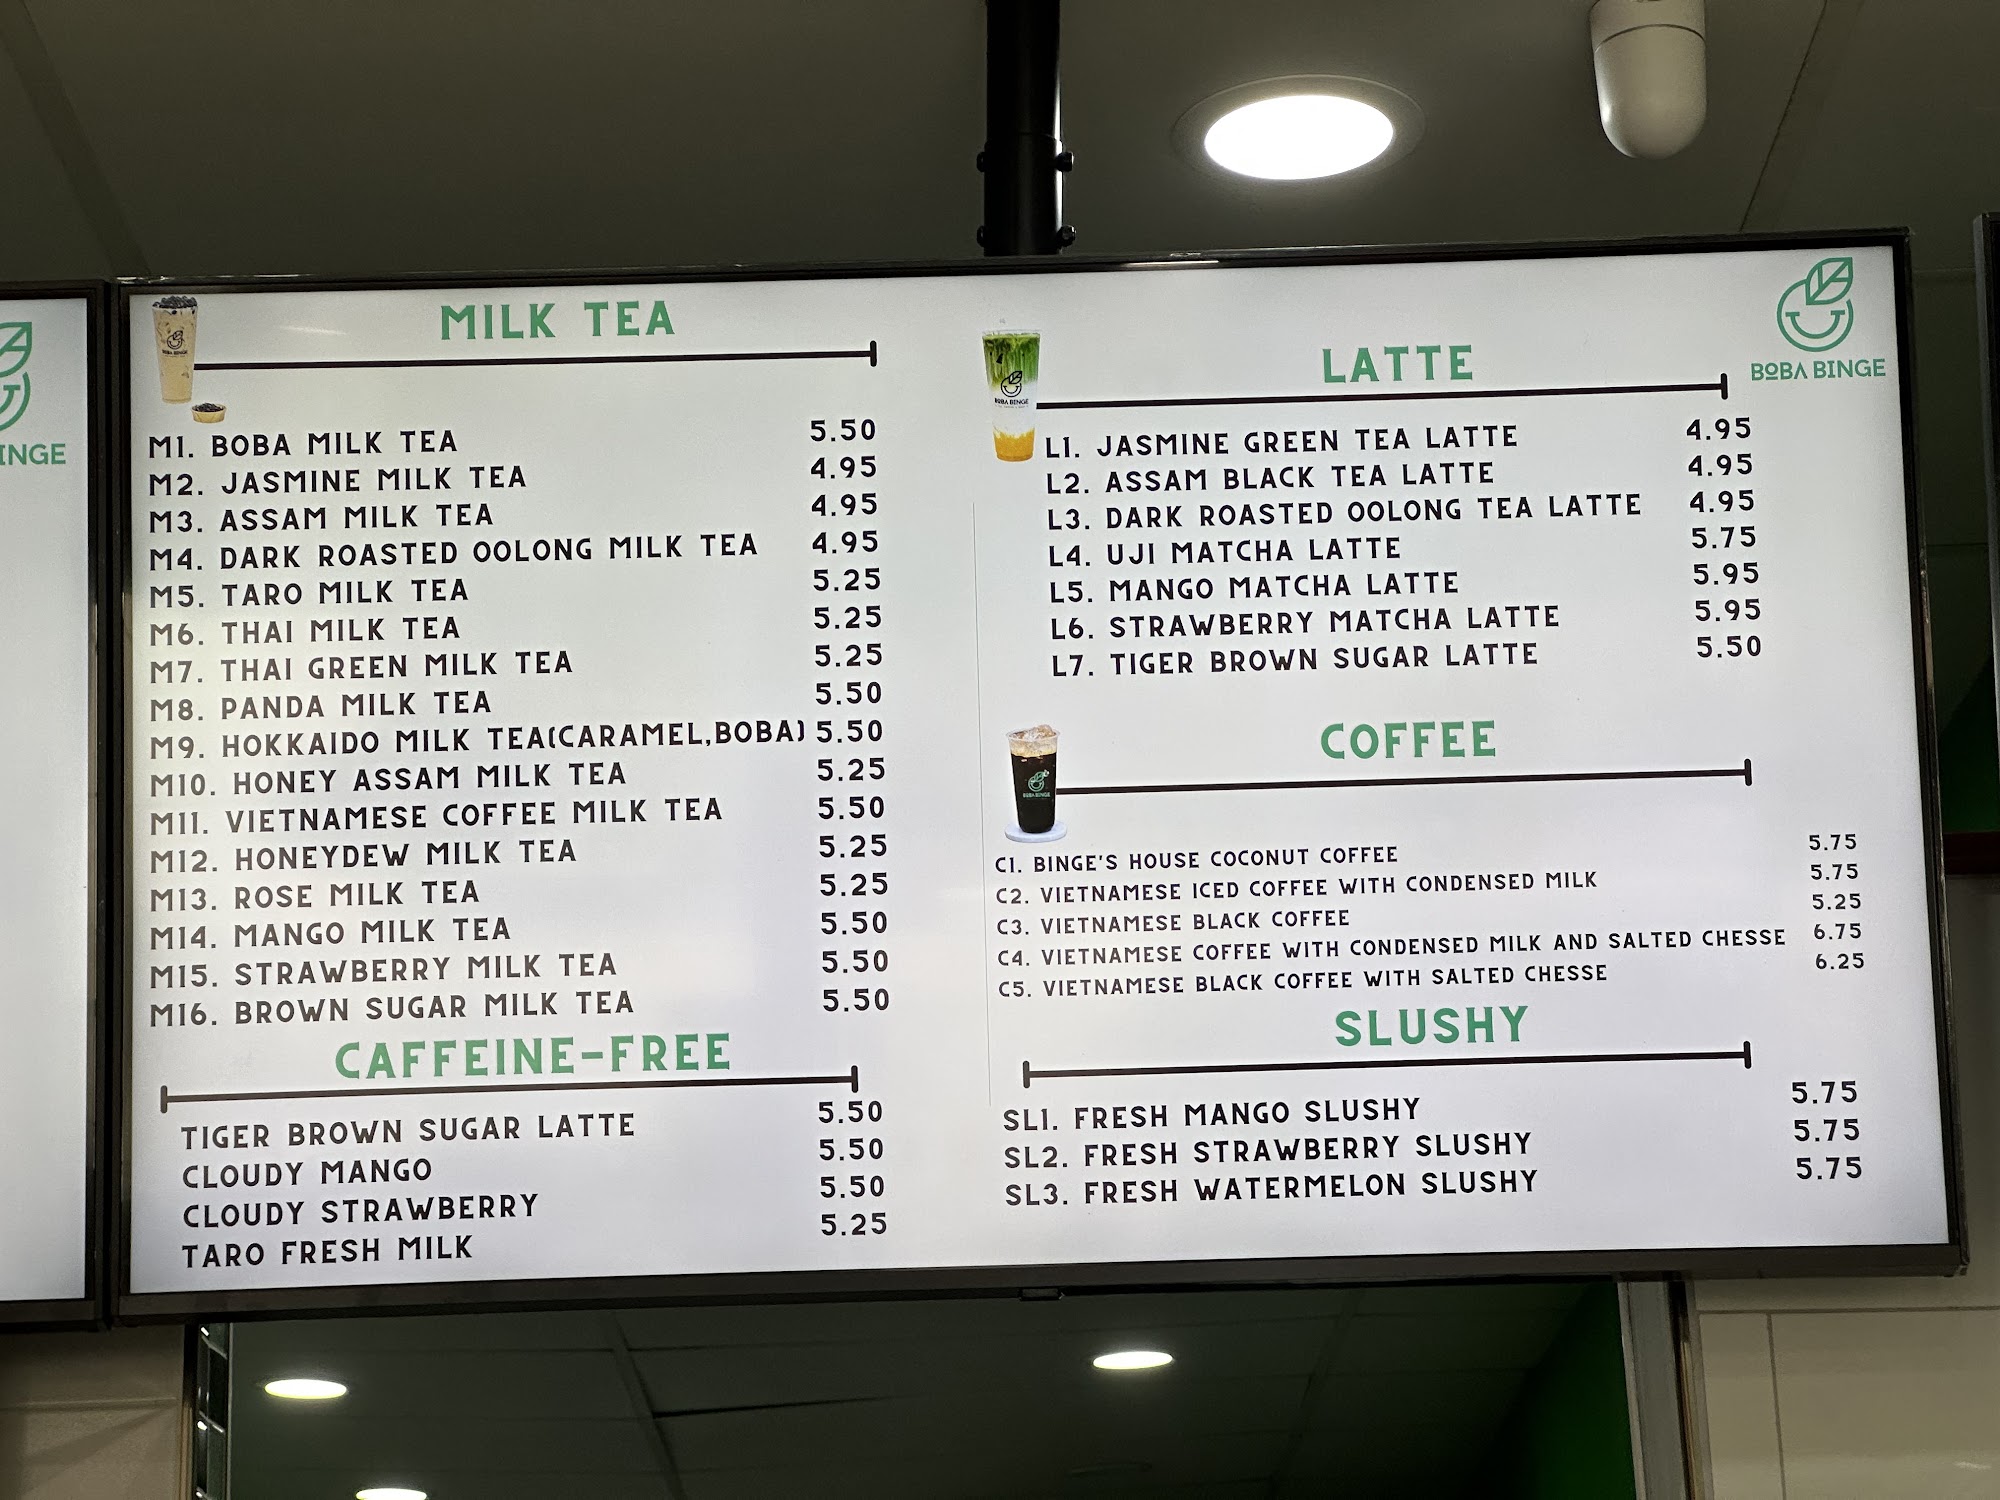 INGE
BOBA BINGE
MILK TEA
M1. BOBA MILK TEA 5.50
M2. JASMINE MILK TEA 4.95
M3. ASSAM MILK TEA 4.95
M4. DARK ROASTED OOLONG MILK TEA 4.95
M5. TARO MILK TEA 5.25
M6. THAI MILK TEA 5.25
M7. THAI GREEN MILK TEA 5.25
M8. PANDA MILK TEA 5.50
M9. HOKKAIDO MILK TEA(CARAMEL,BOBA) 5.50
M10. HONEY ASSAM MILK TEA 5.25
M11. VIETNAMESE COFFEE MILK TEA 5.50
M12. HONEYDEW MILK TEA 5.25
M13. ROSE MILK TEA 5.25
M14. MANGO MILK TEA 5.50
M15. STRAWBERRY MILK TEA 5.50
M16. BROWN SUGAR MILK TEA 5.50
CAFFEINE-FREE
TIGER BROWN SUGAR LATTE 5.50
CLOUDY MANGO 5.50
CLOUDY STRAWBERRY 5.50
TARO FRESH MILK 5.25
BOBA BINGE
LATTE
BOBA BINGE
L1. JASMINE GREEN TEA LATTE 4.95
L2. ASSAM BLACK TEA LATTE 4.95
L3. DARK ROASTED OOLONG TEA LATTE 4.95
L4. UJI MATCHA LATTE 5.75
L5. MANGO MATCHA LATTE 5.95
L6. STRAWBERRY MATCHA LATTE 5.95
L7. TIGER BROWN SUGAR LATTE 5.50
COFFEE
BOBA BINGE
C1. BINGE'S HOUSE COCONUT COFFEE 5.75
C2. VIETNAMESE ICED COFFEE WITH CONDENSED MILK 5.75
C3. VIETNAMESE BLACK COFFEE 5.25
C4. VIETNAMESE COFFEE WITH CONDENSED MILK AND SALTED CHESSE 6.75
C5. VIETNAMESE BLACK COFFEE WITH SALTED CHESSE 6.25
SLUSHY
SL1. FRESH MANGO SLUSHY 5.75
SL2. FRESH STRAWBERRY SLUSHY 5.75
SL3. FRESH WATERMELON SLUSHY 5.75